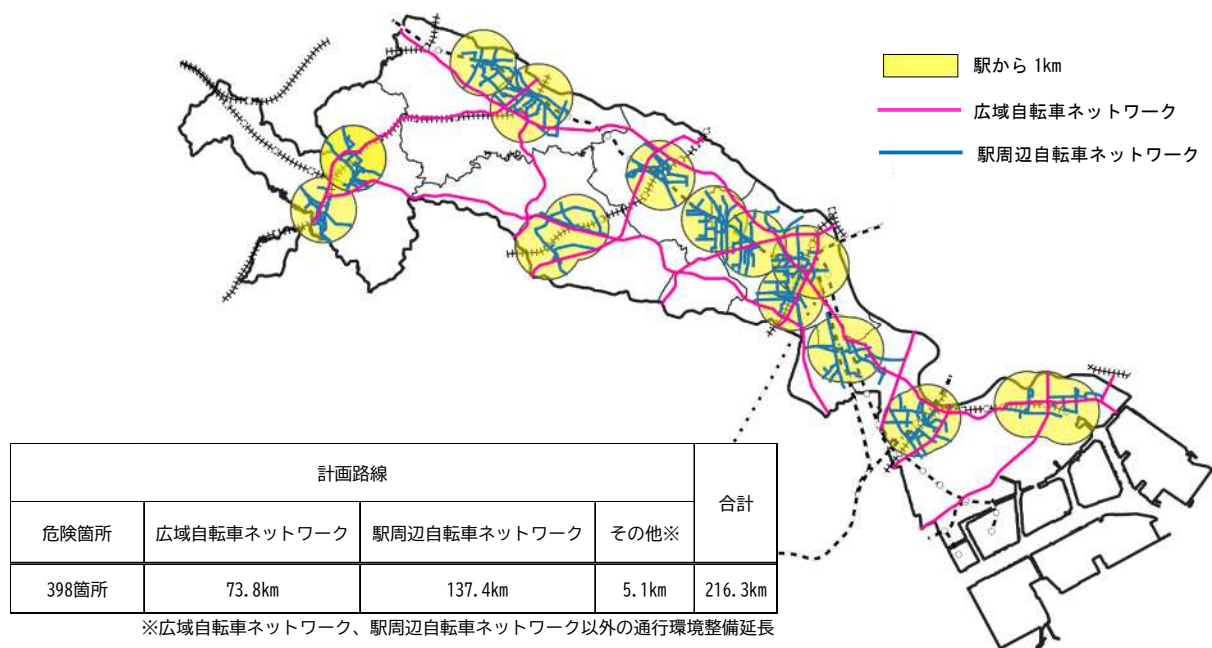 駅から 1km
広域自転車ネットワーク
駅周辺自転車ネットワーク
計画路線
合計
危険箇所
広域自転車ネットワーク
駅周辺自転車ネットワーク
その他※
398箇所
73.8km
137.4km
5.1km
216.3km
※広域自転車ネットワーク、駅周辺自転車ネットワーク以外の通行環境整備延長